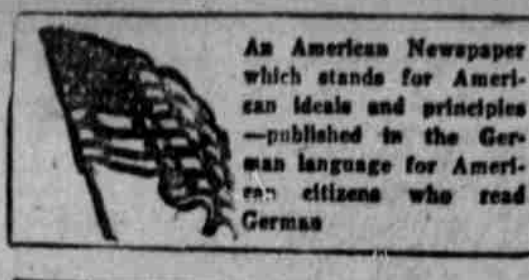 An American Newspaper
which stands for Ameri-
can ideals and principles
—published in the Ger-
man language for Ameri-
can citizens who read
German